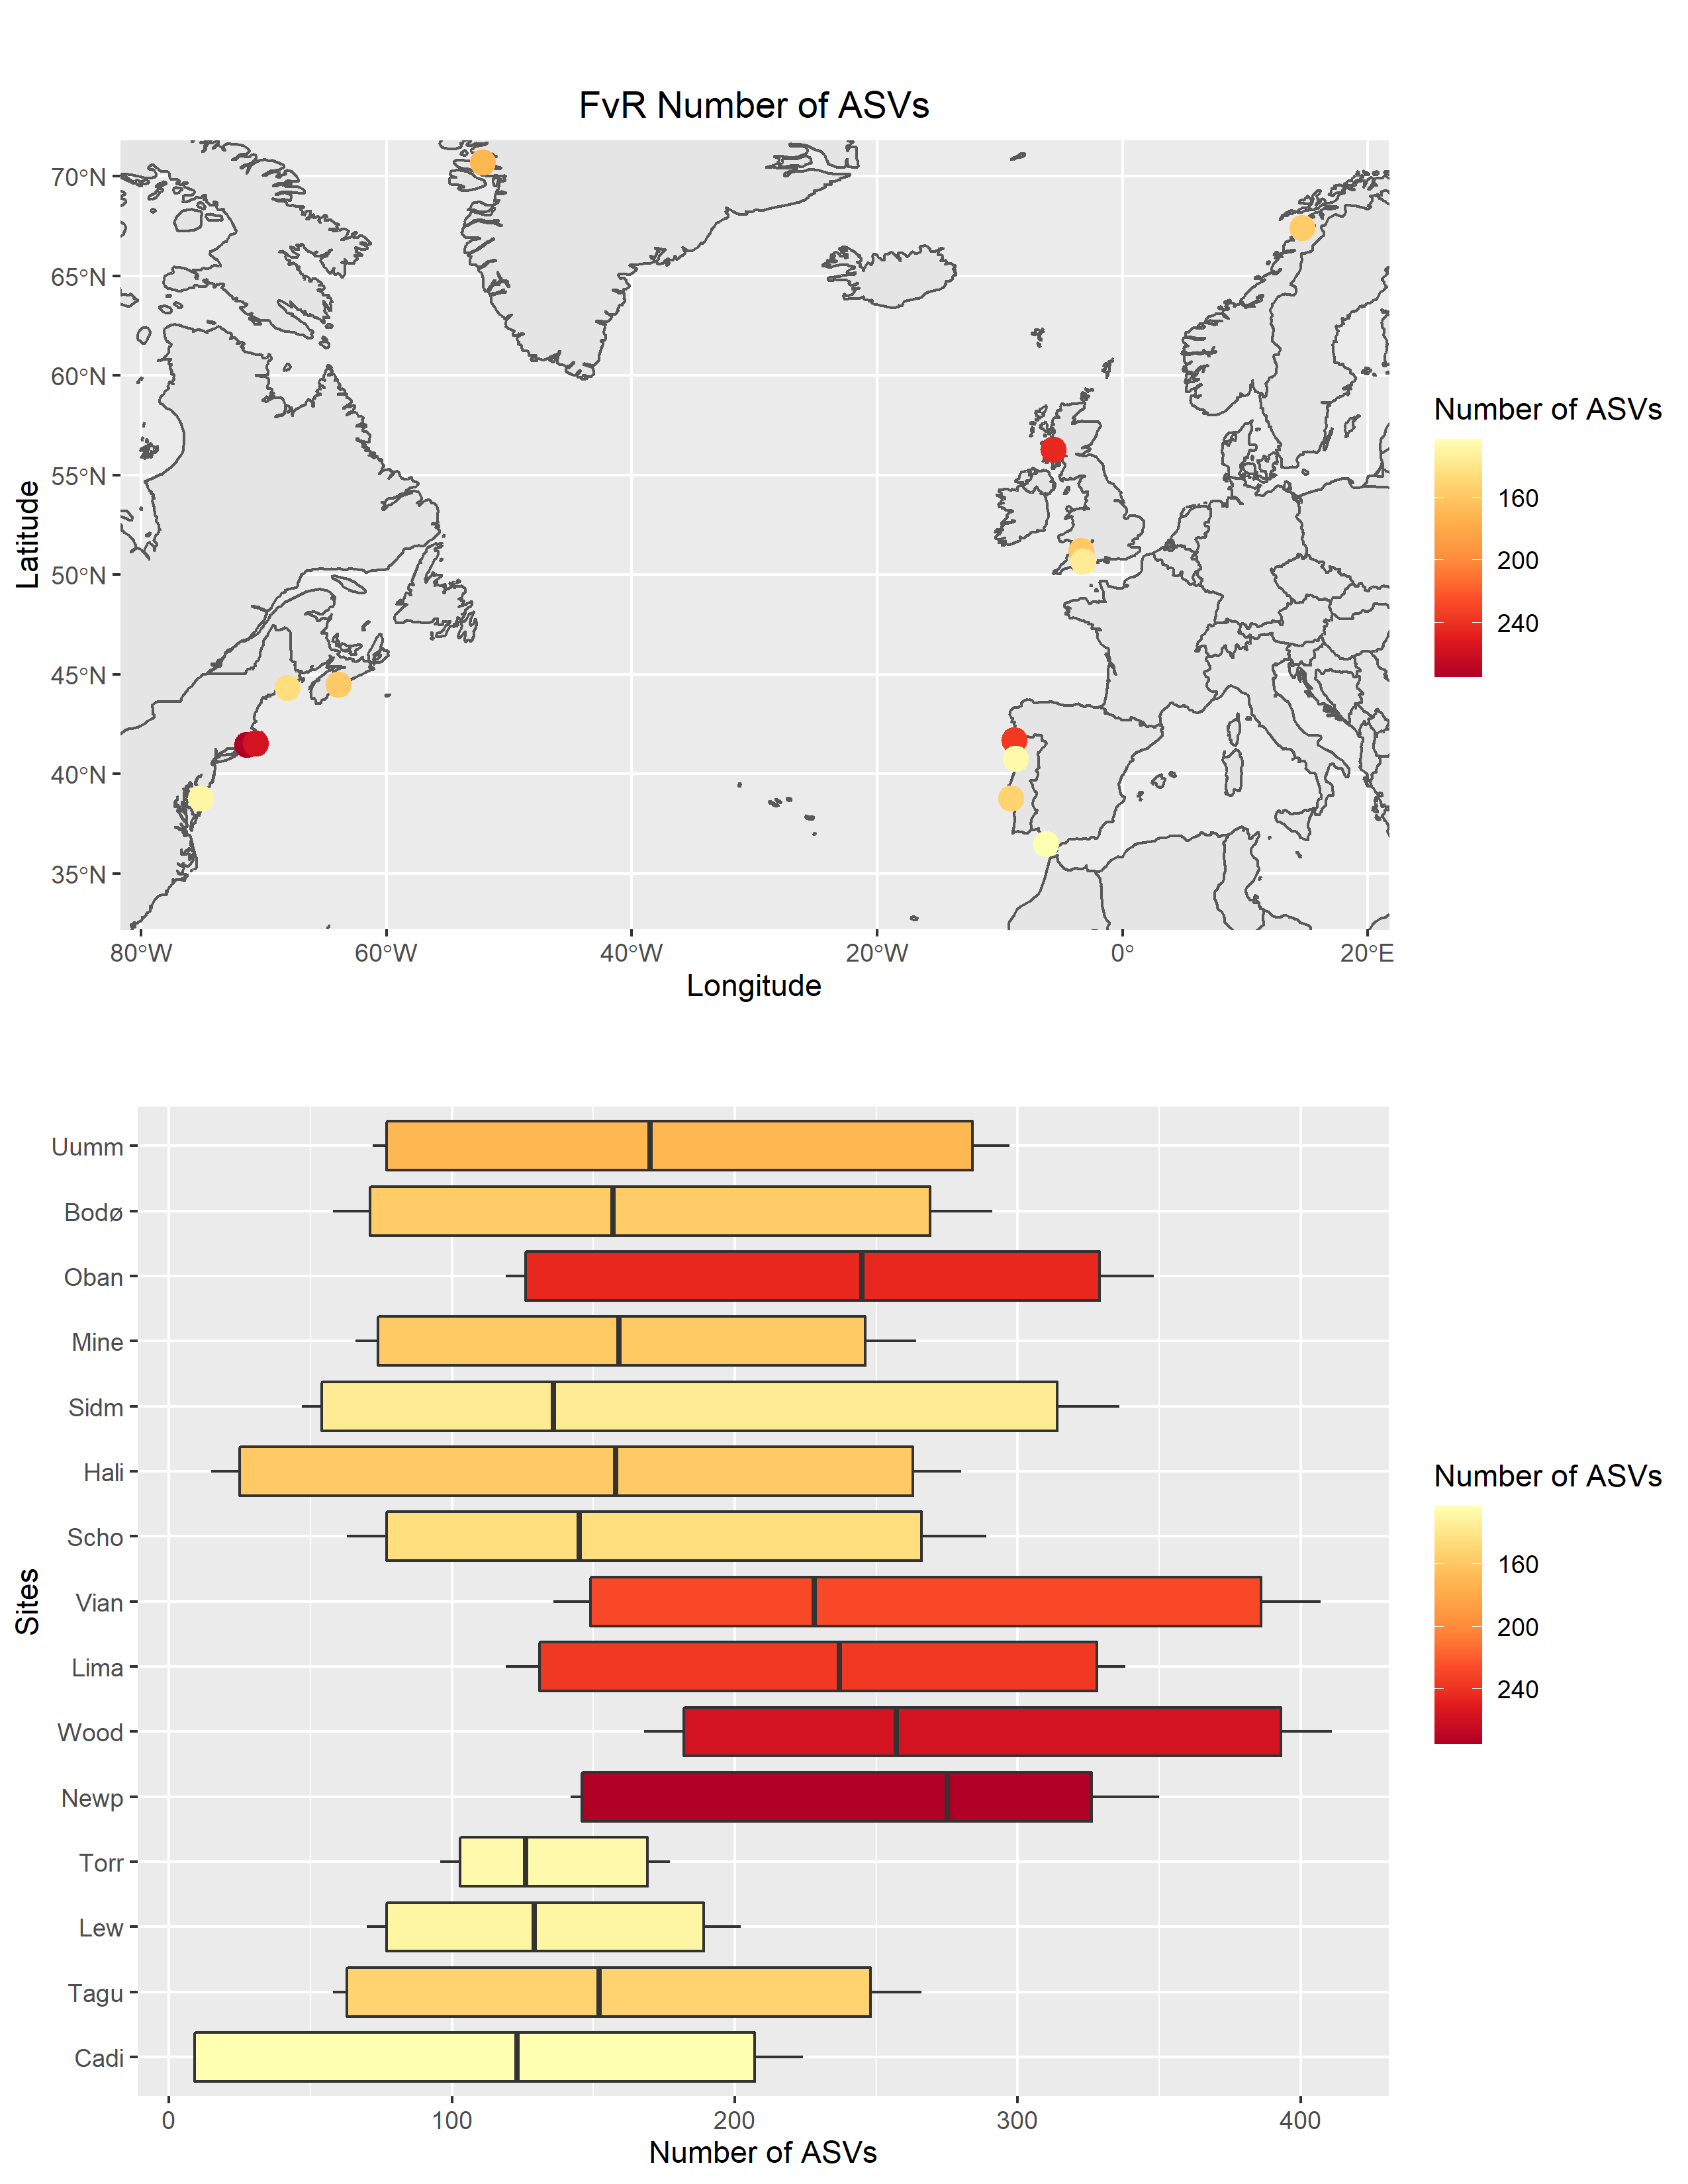 FvR Number of ASVs
70°N
65°N
60°N
55°N
50°N
45°N
40°N
35°N
Latitude
80°W 60°W 40°W 20°W 0° 20°E
Longitude
Number of ASVs
160
200
240
Uumm
Bodø
Oban
Mine
Sidm
Hali
Scho
Vian
Lima
Wood
Newp
Torr
Lew
Tagu
Cadi
Sites
0 100 200 300 400
Number of ASVs
Number of ASVs
160
200
240